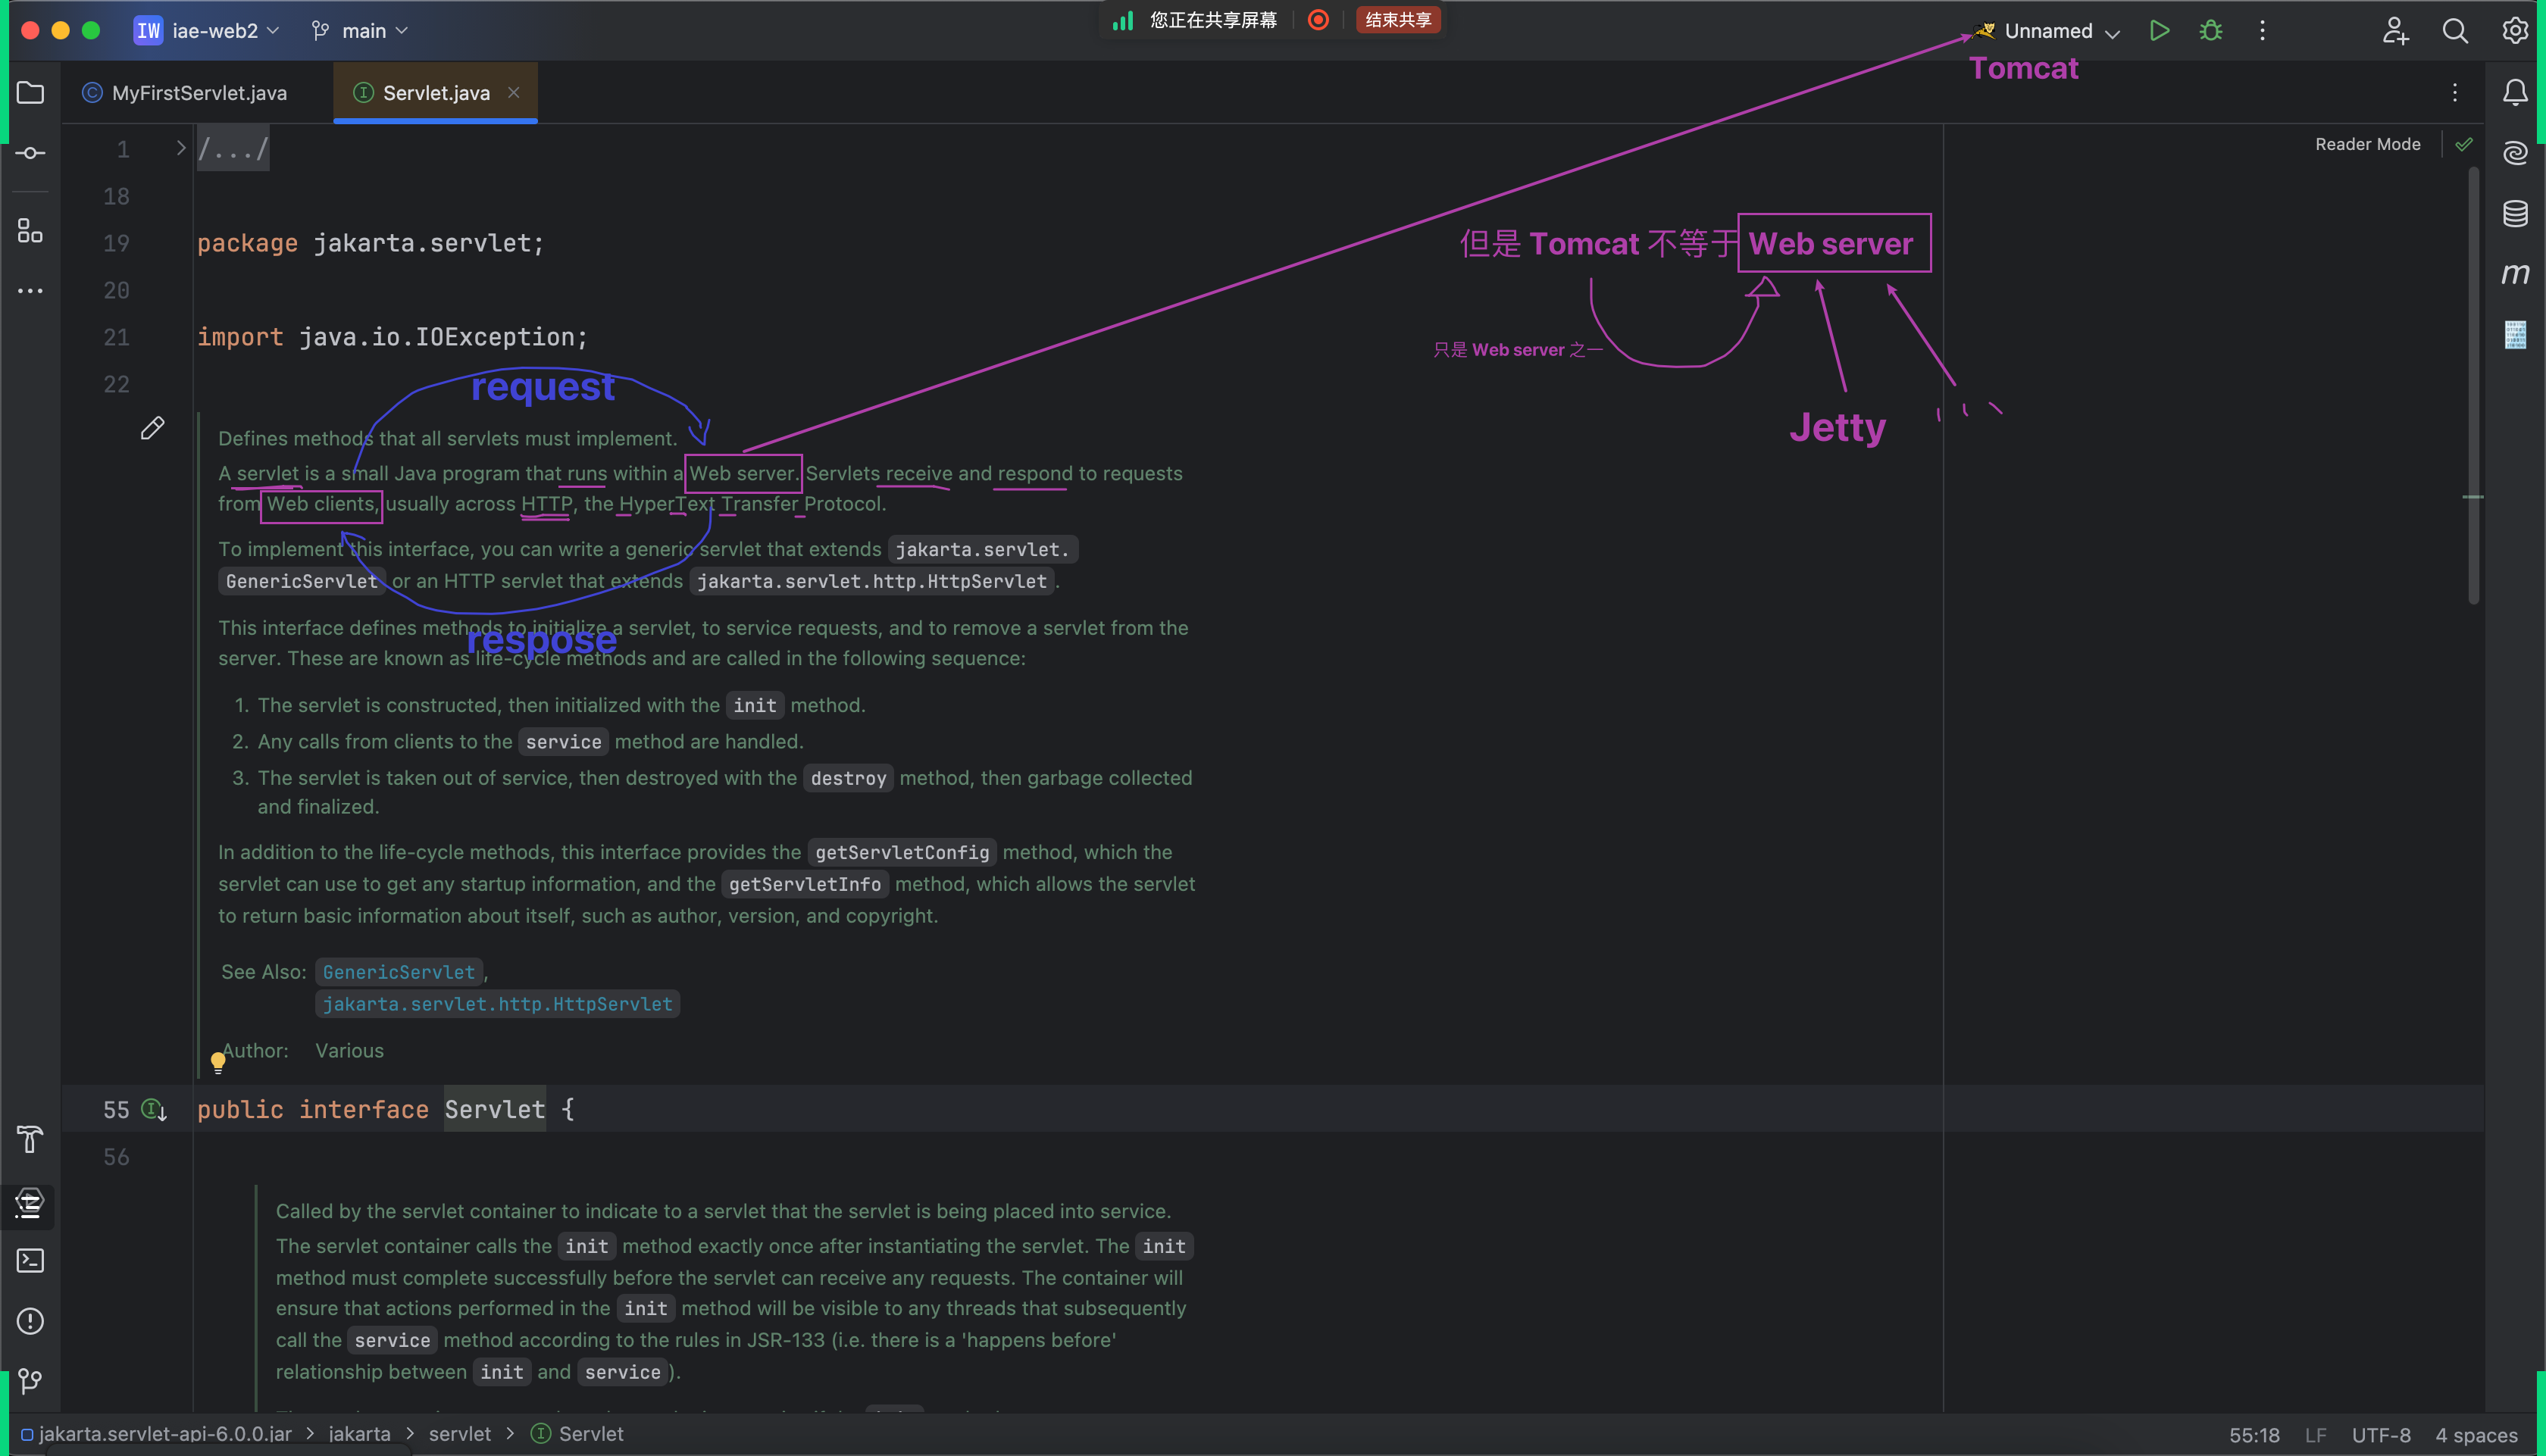 IW iae-web2 main 您正在共享屏幕 结束共享 Unnamed
Tomcat
MyFirstServlet.java Servlet.java
1 /.../ Reader Mode
18
19 package jakarta.servlet;
但是 Tomcat 不等于 Web server
20
21 import java.io.IOException;
只是 Web server 之一
22 request
Jetty
Defines methods that all servlets must implement.
A servlet is a small Java program that runs within a Web server. Servlets receive and respond to requests
from Web clients, usually across HTTP, the HyperText Transfer Protocol.
To implement this interface, you can write a generic servlet that extends jakarta.servlet.
GenericServlet or an HTTP servlet that extends jakarta.servlet.http.HttpServlet.
This interface defines methods to initialize a servlet, to service requests, and to remove a servlet from the
respose
server. These are known as life-cycle methods and are called in the following sequence:
1. The servlet is constructed, then initialized with the init method.
2. Any calls from clients to the service method are handled.
3. The servlet is taken out of service, then destroyed with the destroy method, then garbage collected
and finalized.
In addition to the life-cycle methods, this interface provides the getServletConfig method, which the
servlet can use to get any startup information, and the getServletInfo method, which allows the servlet
to return basic information about itself, such as author, version, and copyright.
See Also: GenericServlet,
jakarta.servlet.http.HttpServlet
Author: Various
55 public interface Servlet {
56
Called by the servlet container to indicate to a servlet that the servlet is being placed into service.
The servlet container calls the init method exactly once after instantiating the servlet. The init
method must complete successfully before the servlet can receive any requests. The container will
ensure that actions performed in the init method will be visible to any threads that subsequently
call the service method according to the rules in JSR-133 (i.e. there is a 'happens before'
relationship between init and service).
jakarta.servlet-api-6.0.0.jar > jakarta > servlet > Servlet 55:18 LF UTF-8 4 spaces